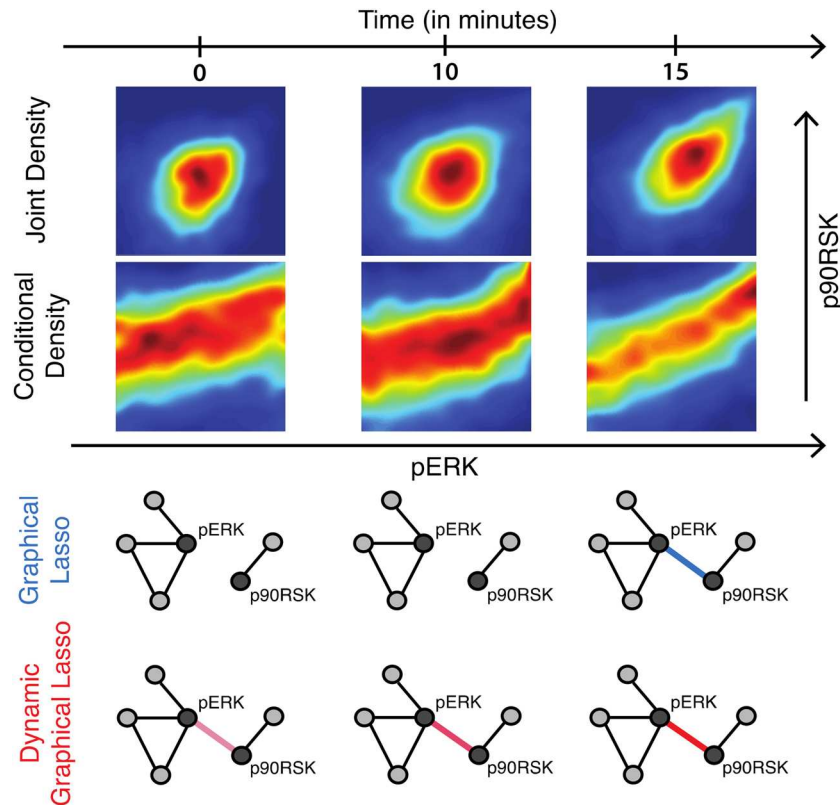 Time (in minutes)
0
10
15
Joint Density
p90RSK
Conditional
Density
pERK
Graphical
Lasso
pERK
p90RSK
pERK
p90RSK
pERK
p90RSK
Dynamic
Graphical Lasso
pERK
p90RSK
pERK
p90RSK
pERK
p90RSK